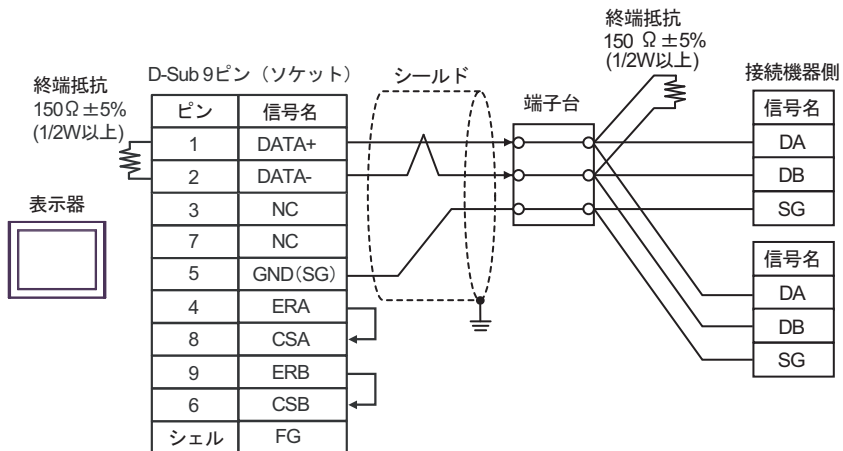 終端抵抗
150 Ω ±5%
(1/2W以上)
D-Sub 9ピン（ソケット）
シールド
端子台
接続機器側
終端抵抗
150Ω±5%
(1/2W以上)
表示器
ピン 信号名
1 DATA+
2 DATA-
3 NC
7 NC
5 GND(SG)
4 ERA
8 CSA
9 ERB
6 CSB
シェル FG
信号名
DA
DB
SG
信号名
DA
DB
SG